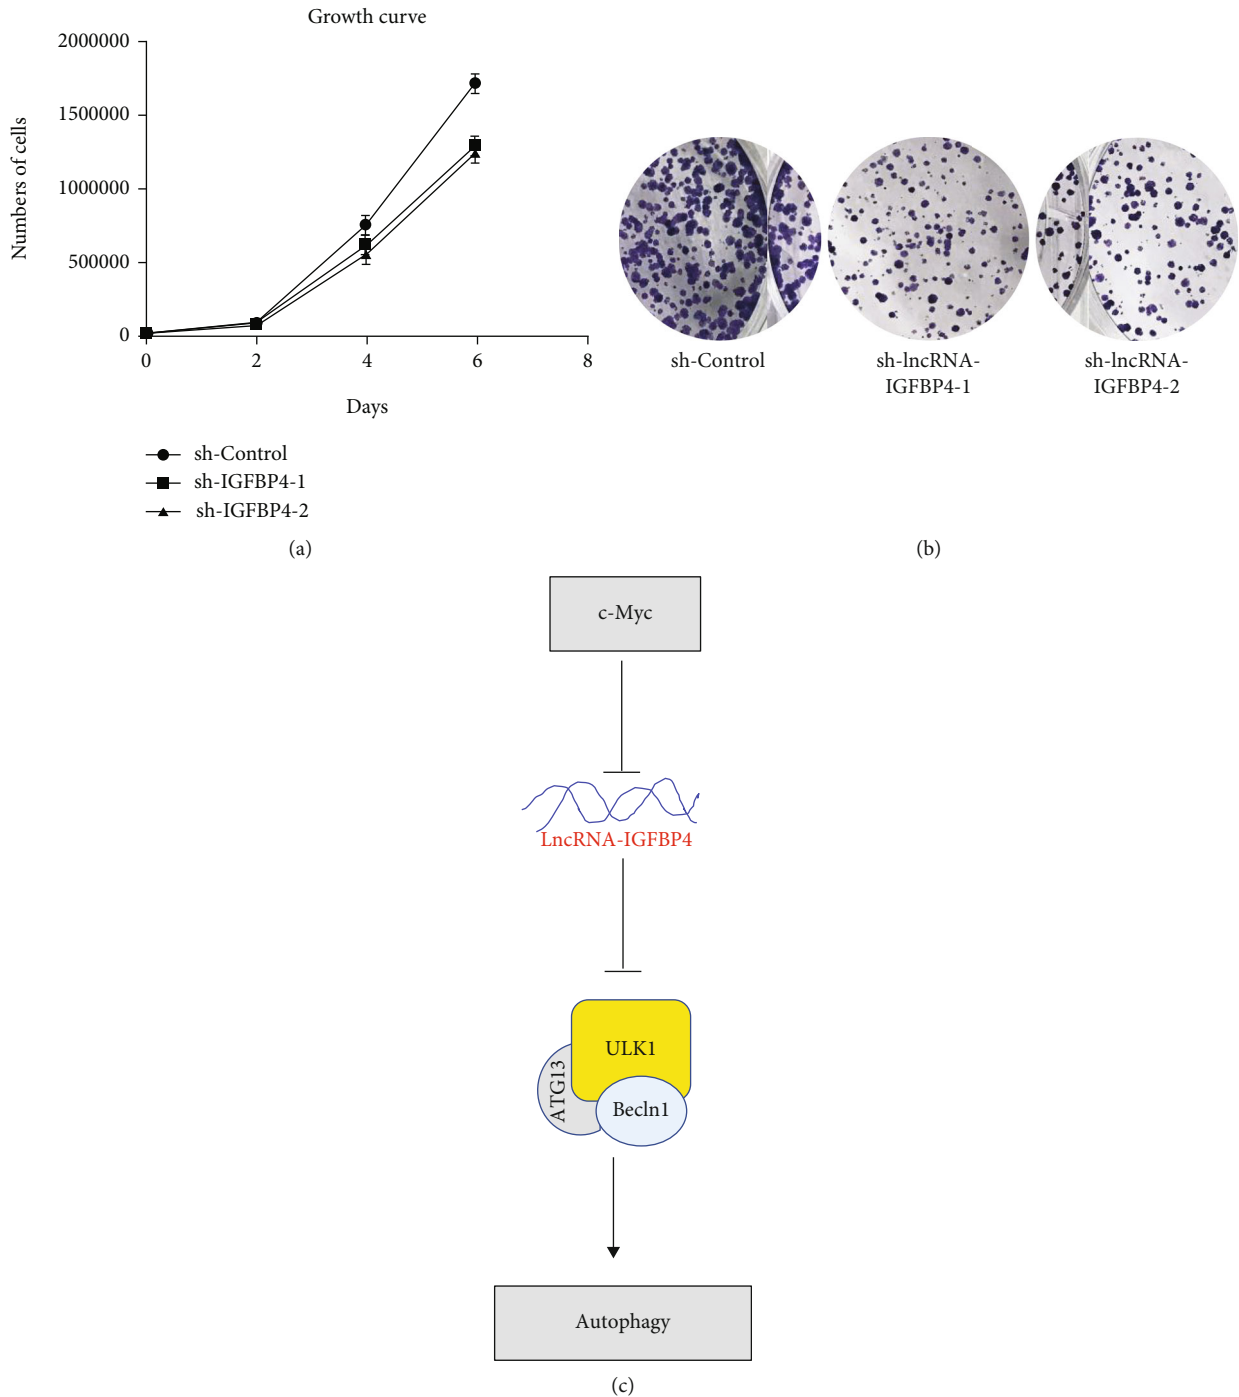 Growth curve
2000000
1500000
1000000
500000
0
Numbers of cells
0 2 4 6 8
Days
sh-Control
sh-IGFBP4-1
sh-IGFBP4-2
(a)
sh-Control
sh-lncRNA-
IGFBP4-1
sh-lncRNA-
IGFBP4-2
(b)
c-Myc
LncRNA-IGFBP4
ULK1
ATG13
Becln1
Autophagy
(c)